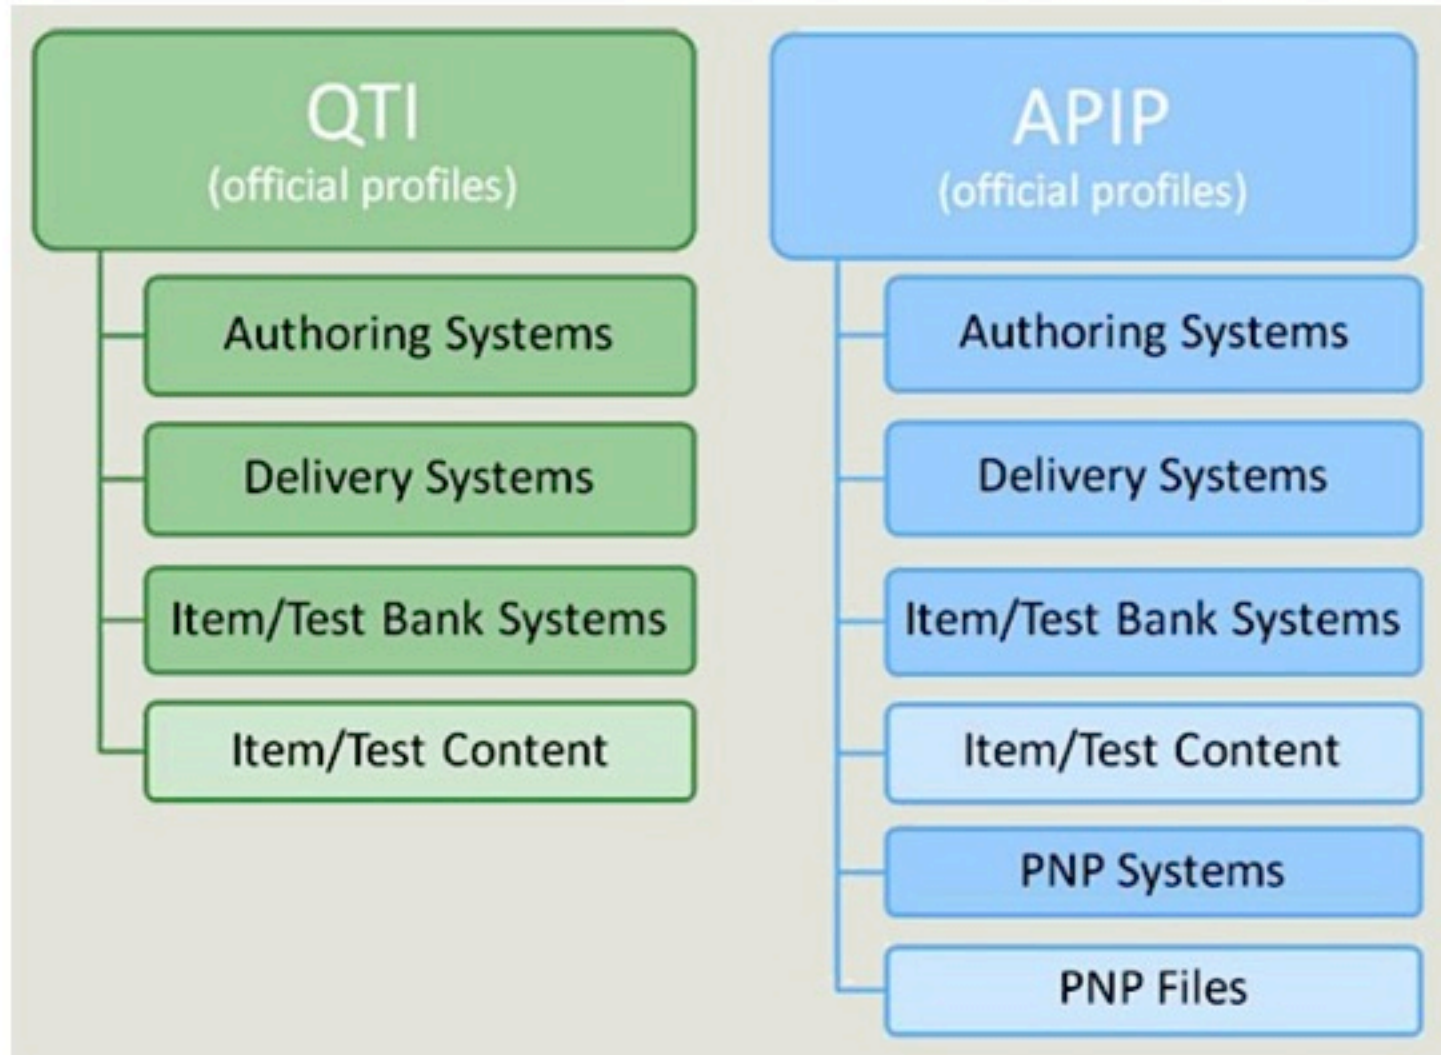 QTI
(official profiles)
Authoring Systems
Delivery Systems
Item/Test Bank Systems
Item/Test Content
APIP
(official profiles)
Authoring Systems
Delivery Systems
Item/Test Bank Systems
Item/Test Content
PNP Systems
PNP Files